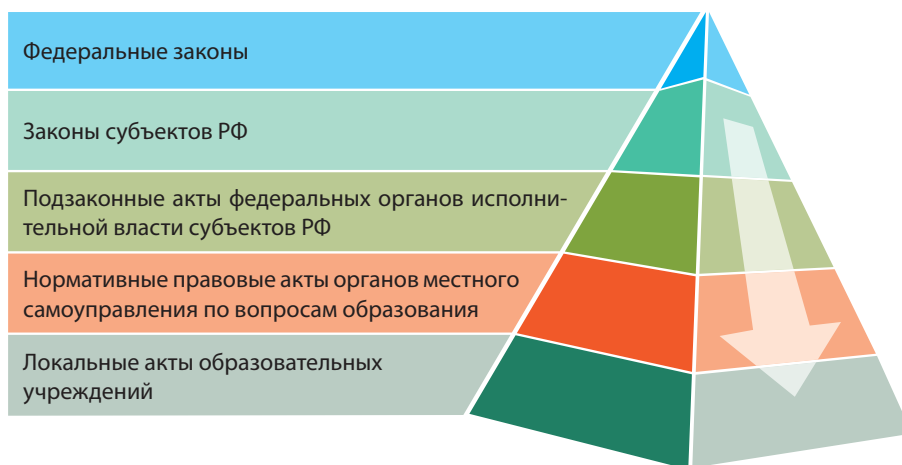 Федеральные законы
Законы субъектов РФ
Подзаконные акты федеральных органов исполни-
тельной власти субъектов РФ
Нормативные правовые акты органов местного
самоуправления по вопросам образования
Локальные акты образовательных
учреждений